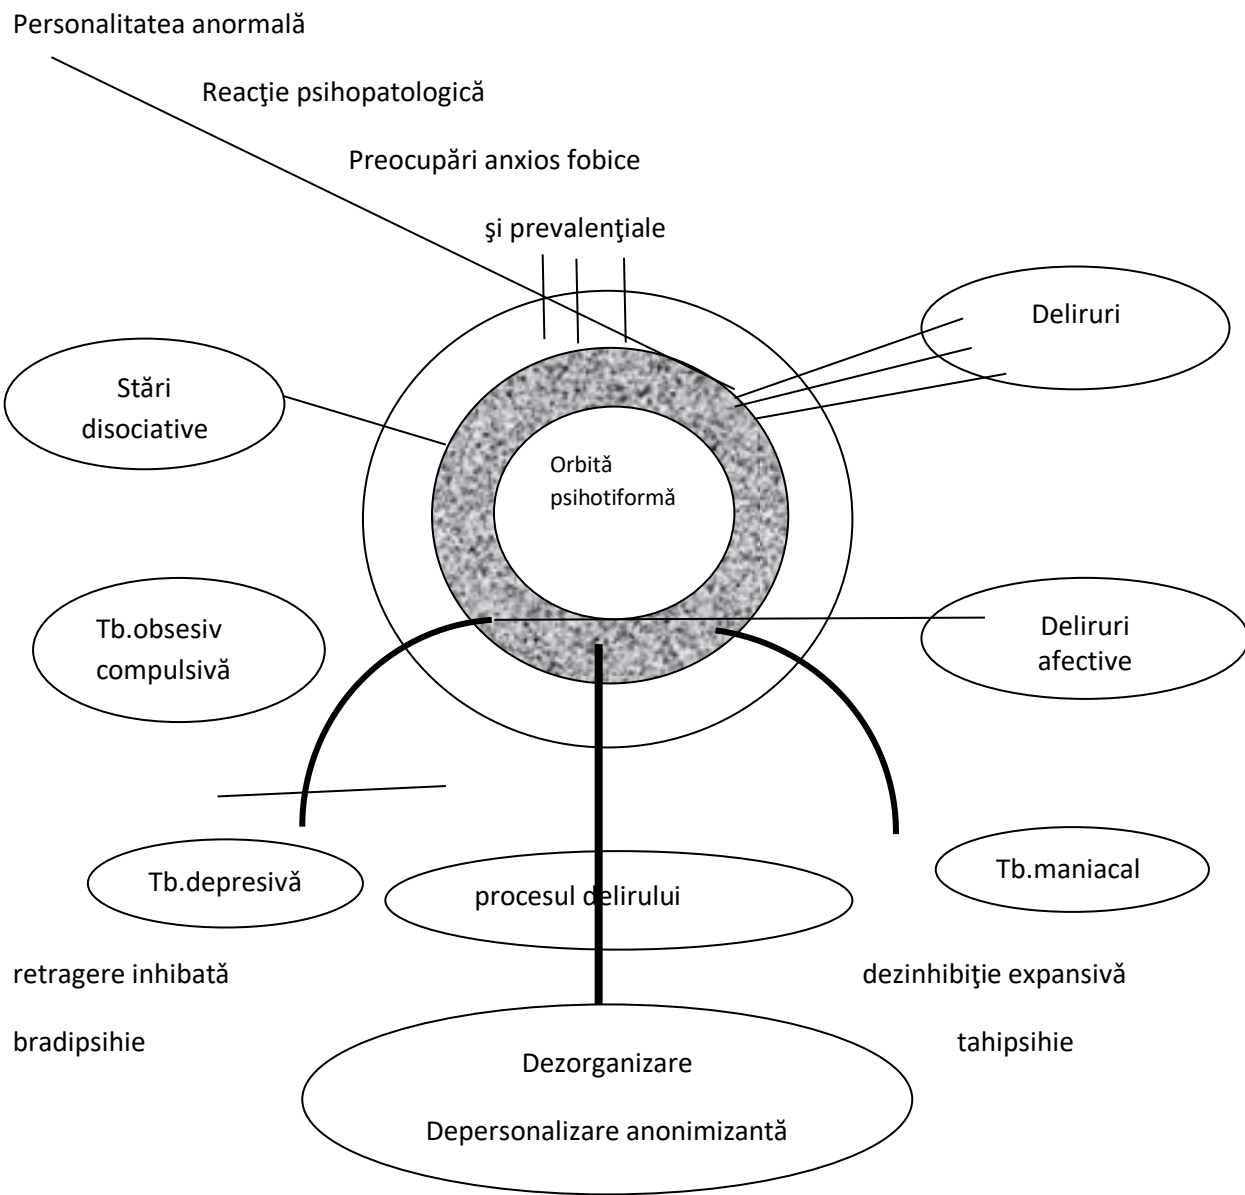 Personalitatea anormală
Reacţie psihopatologică
Preocupări anxios fobice
şi prevalenţiale
Deliruri
Stări
disociative
Orbită
psihotiformă
Tb.obsesiv
compulsivă
Deliruri
afective
Tb.depresivă
procesul delirului
Tb.maniacal
retragere inhibată
dezinhibiţie expansivă
bradipsihie
tahipsihie
Dezorganizare
Depersonalizare anonimizantă